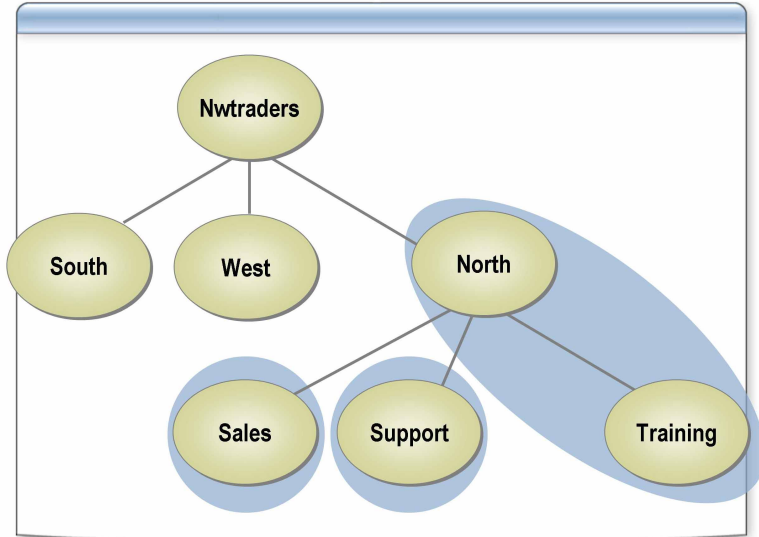 Nwtraders
South
West
North
Sales
Support
Training